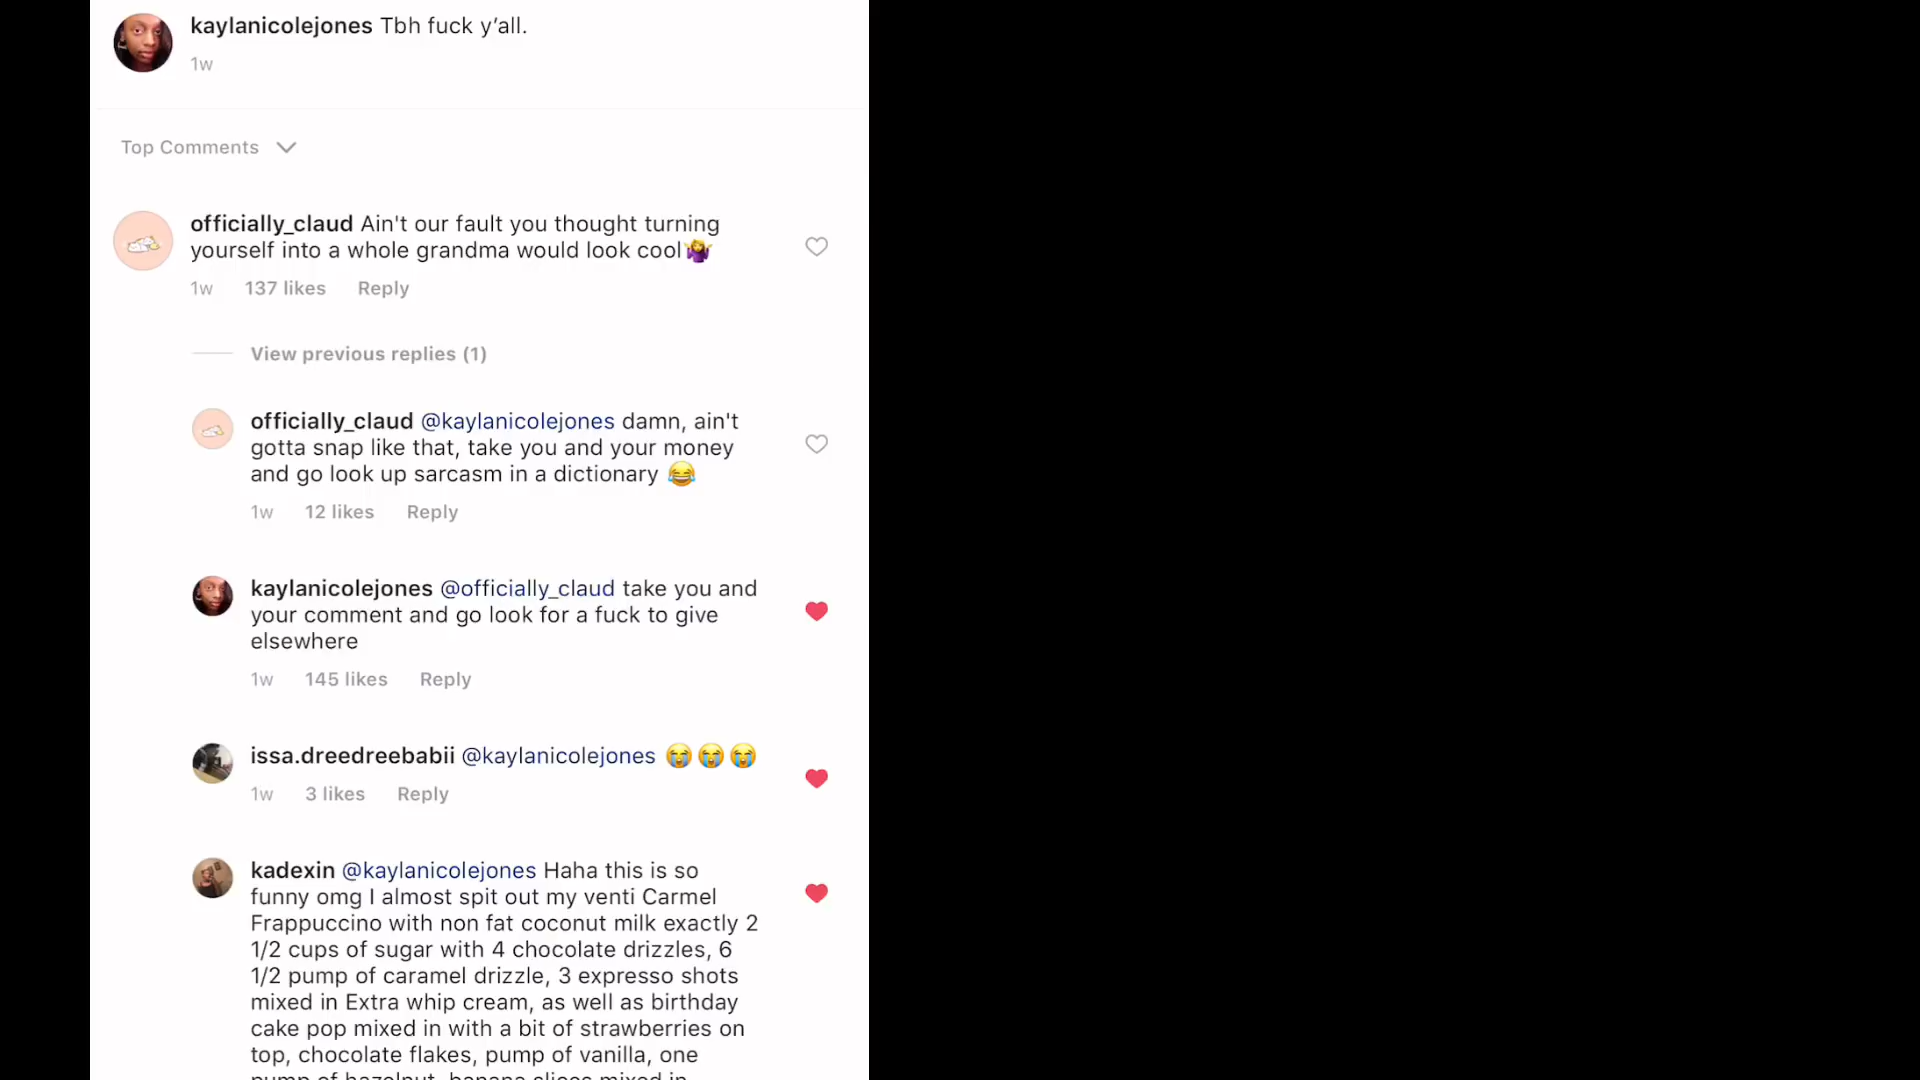 kaylanicolejones Tbh fuck y’all.
1w
Top Comments
officially_claud Ain't our fault you thought turning
yourself into a whole grandma would look cool🤷‍♀️
1w 137 likes Reply
View previous replies (1)
officially_claud @kaylanicolejones damn, ain't
gotta snap like that, take you and your money
and go look up sarcasm in a dictionary 😂
1w 12 likes Reply
kaylanicolejones @officially_claud take you and
your comment and go look for a fuck to give
elsewhere
1w 145 likes Reply
issa.dreedreebabii @kaylanicolejones 😭😭😭
1w 3 likes Reply
kadexin @kaylanicolejones Haha this is so
funny omg I almost spit out my venti Carmel
Frappuccino with non fat coconut milk exactly 2
1/2 cups of sugar with 4 chocolate drizzles, 6
1/2 pump of caramel drizzle, 3 expresso shots
mixed in Extra whip cream, as well as birthday
cake pop mixed in with a bit of strawberries on
top, chocolate flakes, pump of vanilla, one
pump of hazelnut, banana slices mixed in